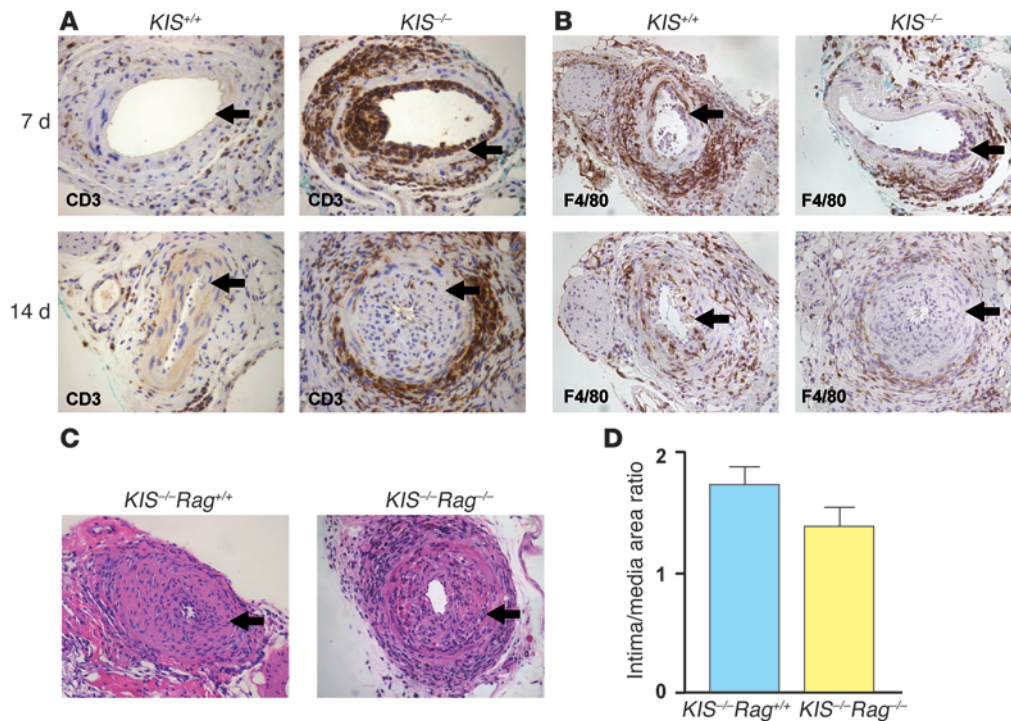 A
KIS+/+
KIS−/−
B
KIS+/+
KIS−/−
7 d
CD3
CD3
F4/80
F4/80
14 d
CD3
CD3
F4/80
F4/80
C
KIS−/−Rag+/+
KIS−/−Rag−/−
D
Intima/media area ratio
2
1
0
KIS−/−Rag+/+
KIS−/−Rag−/−